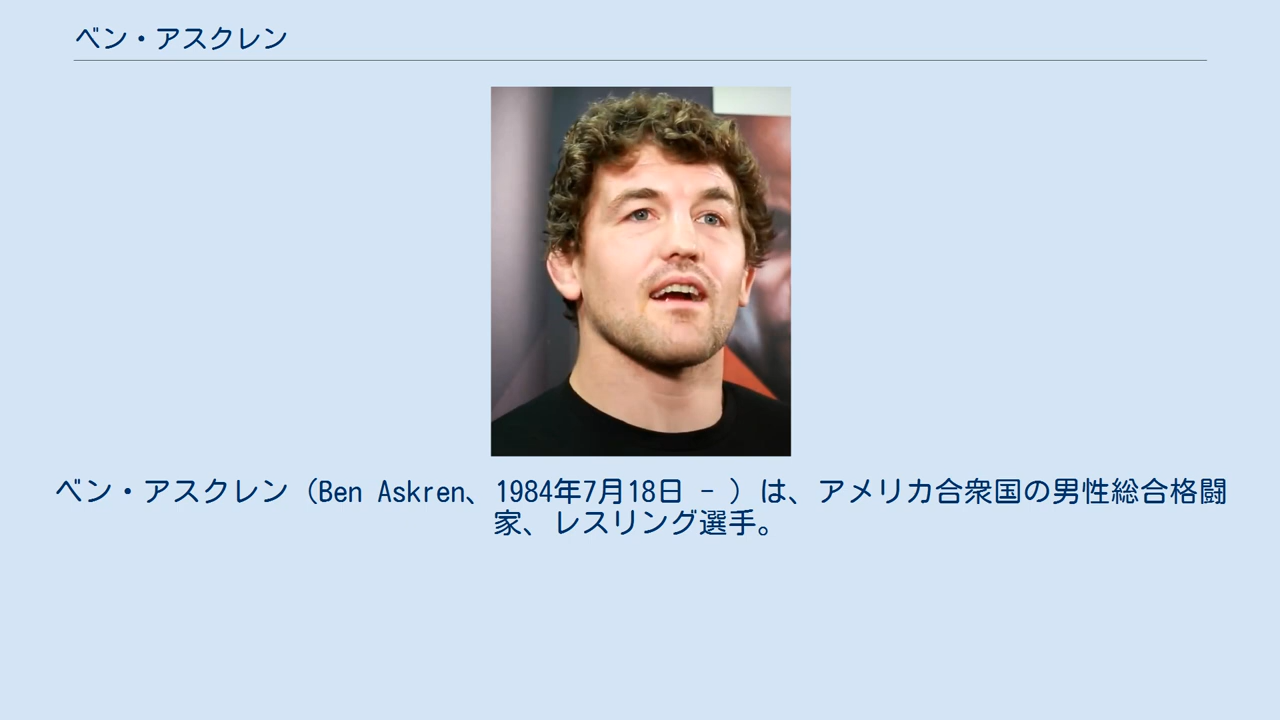 ベン・アスクレン
ベン・アスクレン（Ben Askren、1984年7月18日 - ）は、アメリカ合衆国の男性総合格闘
家、レスリング選手。